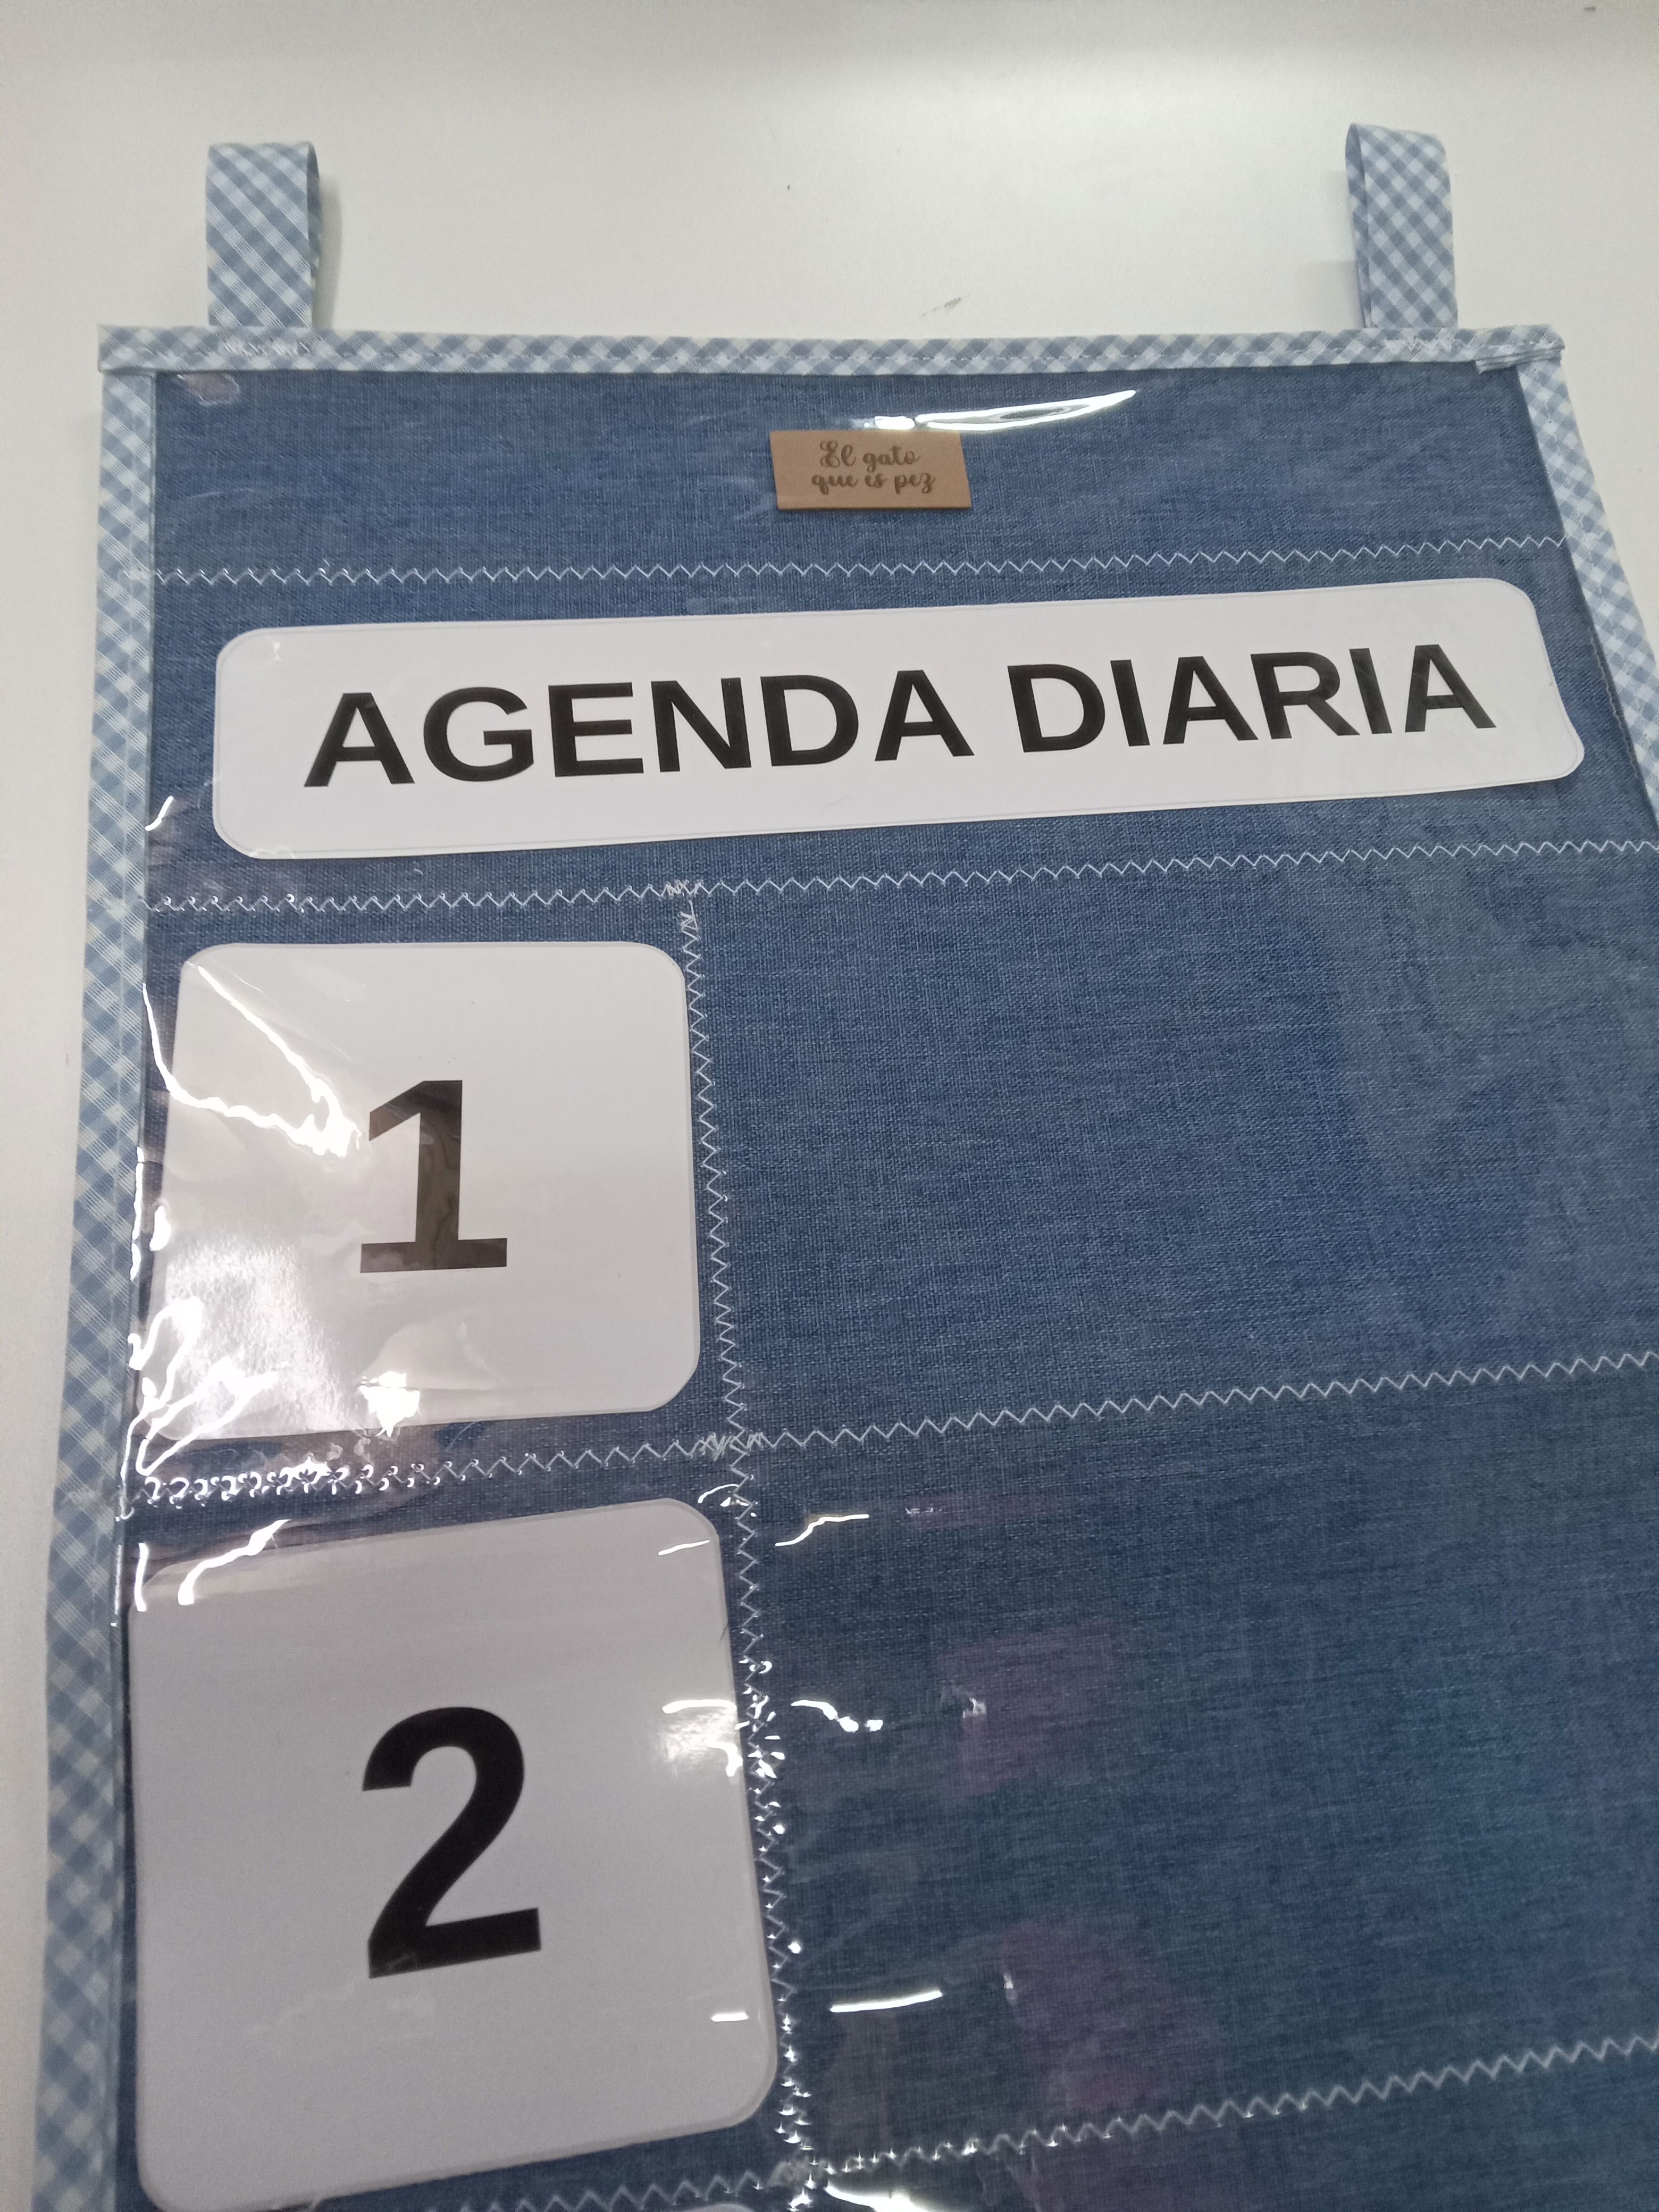 El gato
que es pez
AGENDA DIARIA
1
2